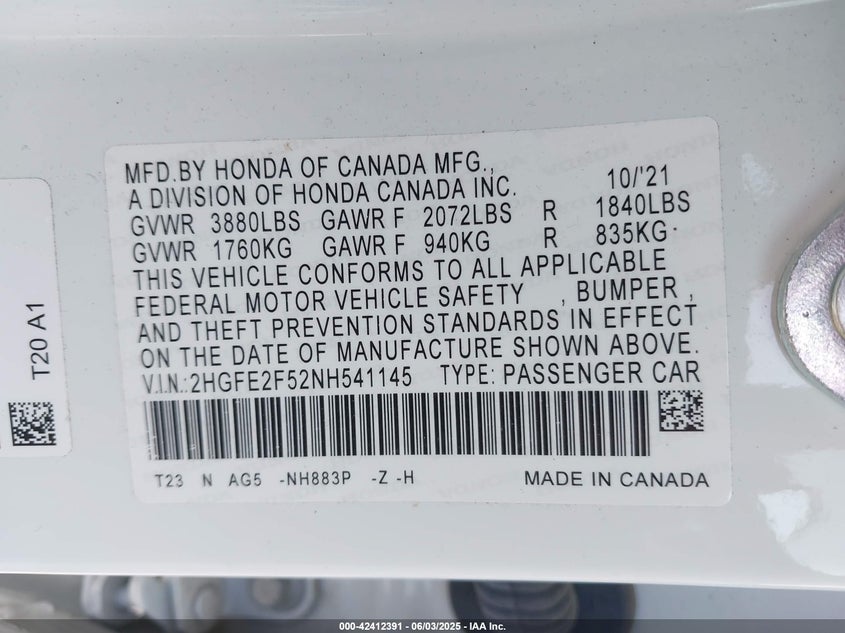 MFD.BY HONDA OF CANADA MFG.,
A DIVISION OF HONDA CANADA INC. 10/'21
GVWR 3880LBS GAWR F 2072LBS R 1840LBS
GVWR 1760KG GAWR F 940KG R 835KG
THIS VEHICLE CONFORMS TO ALL APPLICABLE
FEDERAL MOTOR VEHICLE SAFETY , BUMPER ,
AND THEFT PREVENTION STANDARDS IN EFFECT
ON THE DATE OF MANUFACTURE SHOWN ABOVE.
V.I.N.:2HGFE2F52NH541145 TYPE: PASSENGER CAR
T23 N AG5 -NH883P -Z -H MADE IN CANADA
T20 A1
000-42412391 - 06/03/2025 - IAA Inc.